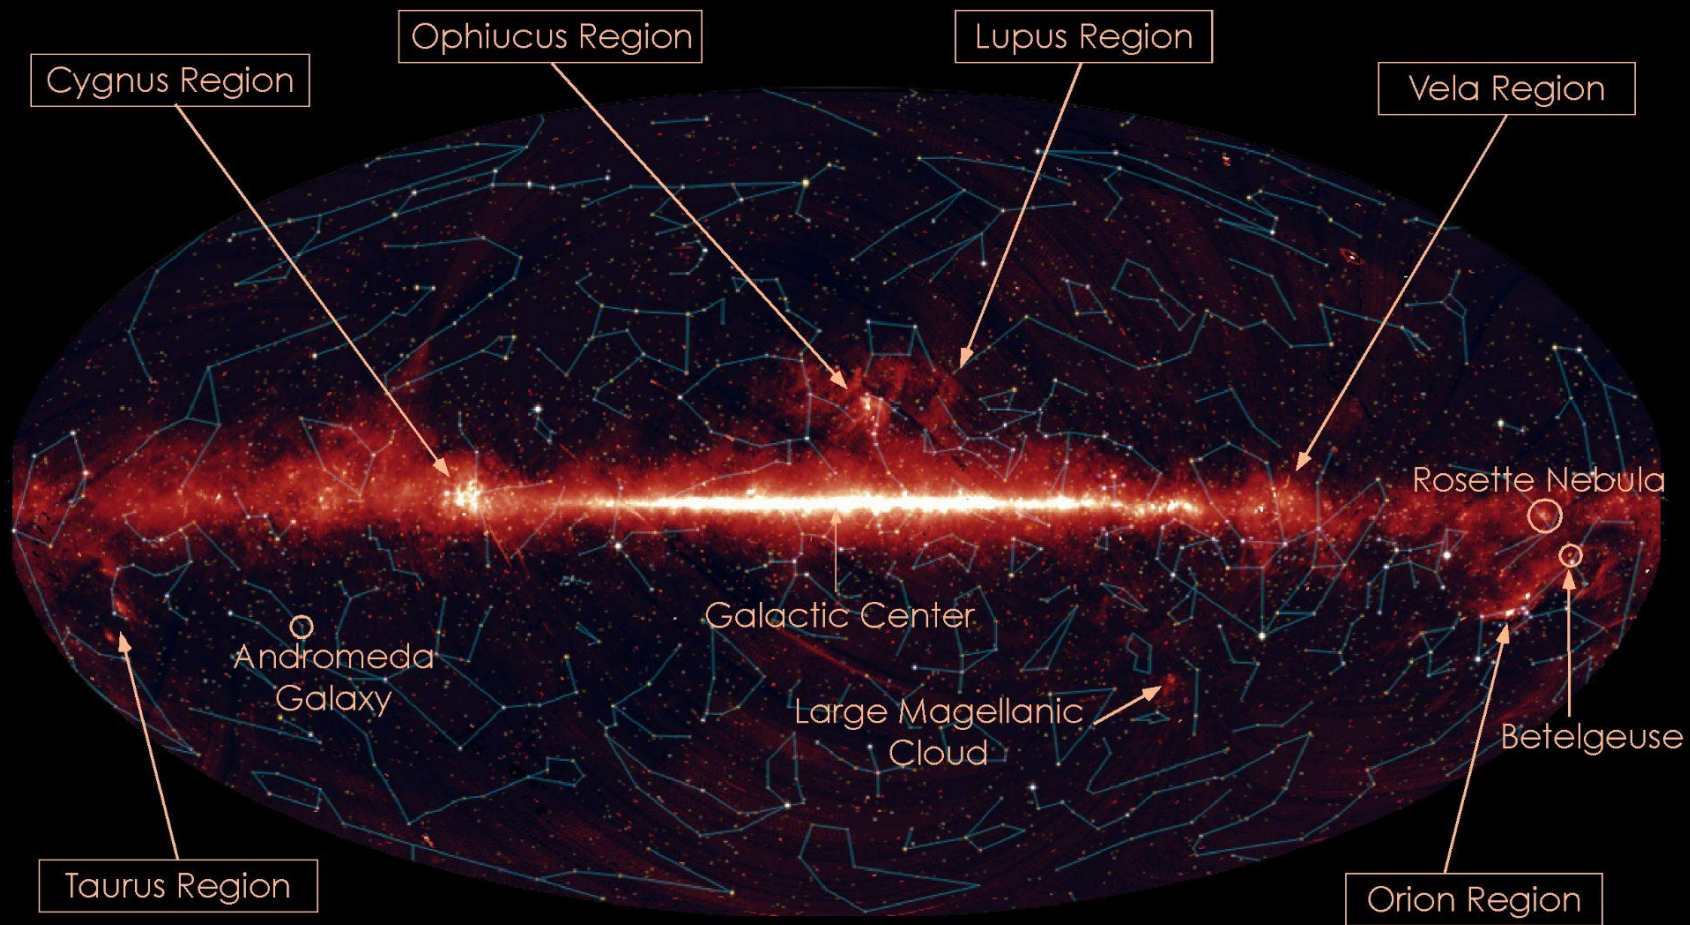 Ophiucus Region
Lupus Region
Cygnus Region
Vela Region
Rosette Nebula
Galactic Center
Andromeda
Galaxy
Large Magellanic
Cloud
Betelgeuse
Taurus Region
Orion Region